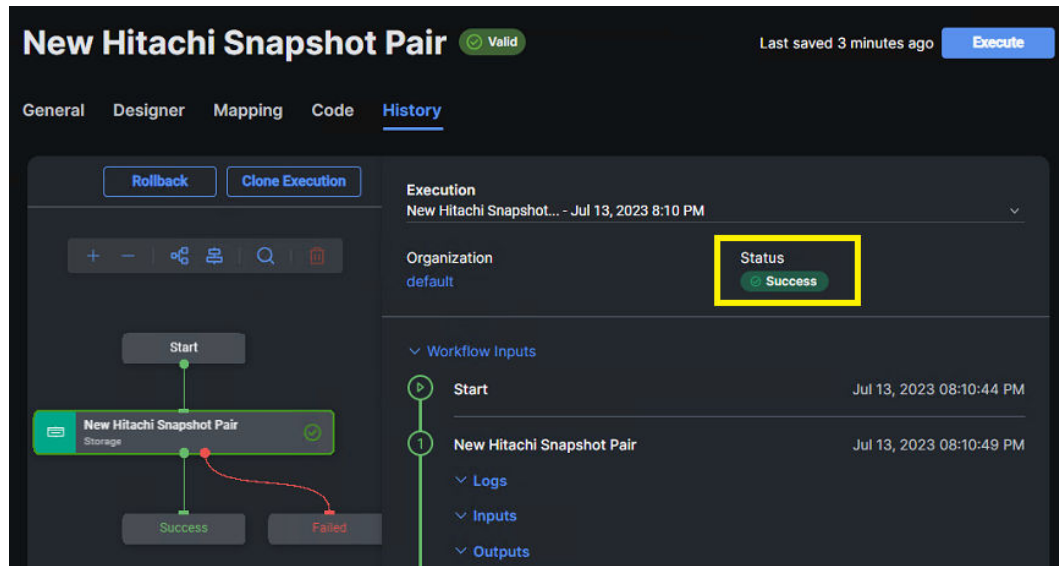 New Hitachi Snapshot Pair Valid
Last saved 3 minutes ago Execute
General Designer Mapping Code History
Rollback Clone Execution
Start
New Hitachi Snapshot Pair
Storage
Success Failed
Execution
New Hitachi Snapshot... - Jul 13, 2023 8:10 PM
Organization Status
default Success
Workflow Inputs
Start Jul 13, 2023 08:10:44 PM
1 New Hitachi Snapshot Pair Jul 13, 2023 08:10:49 PM
Logs
Inputs
Outputs